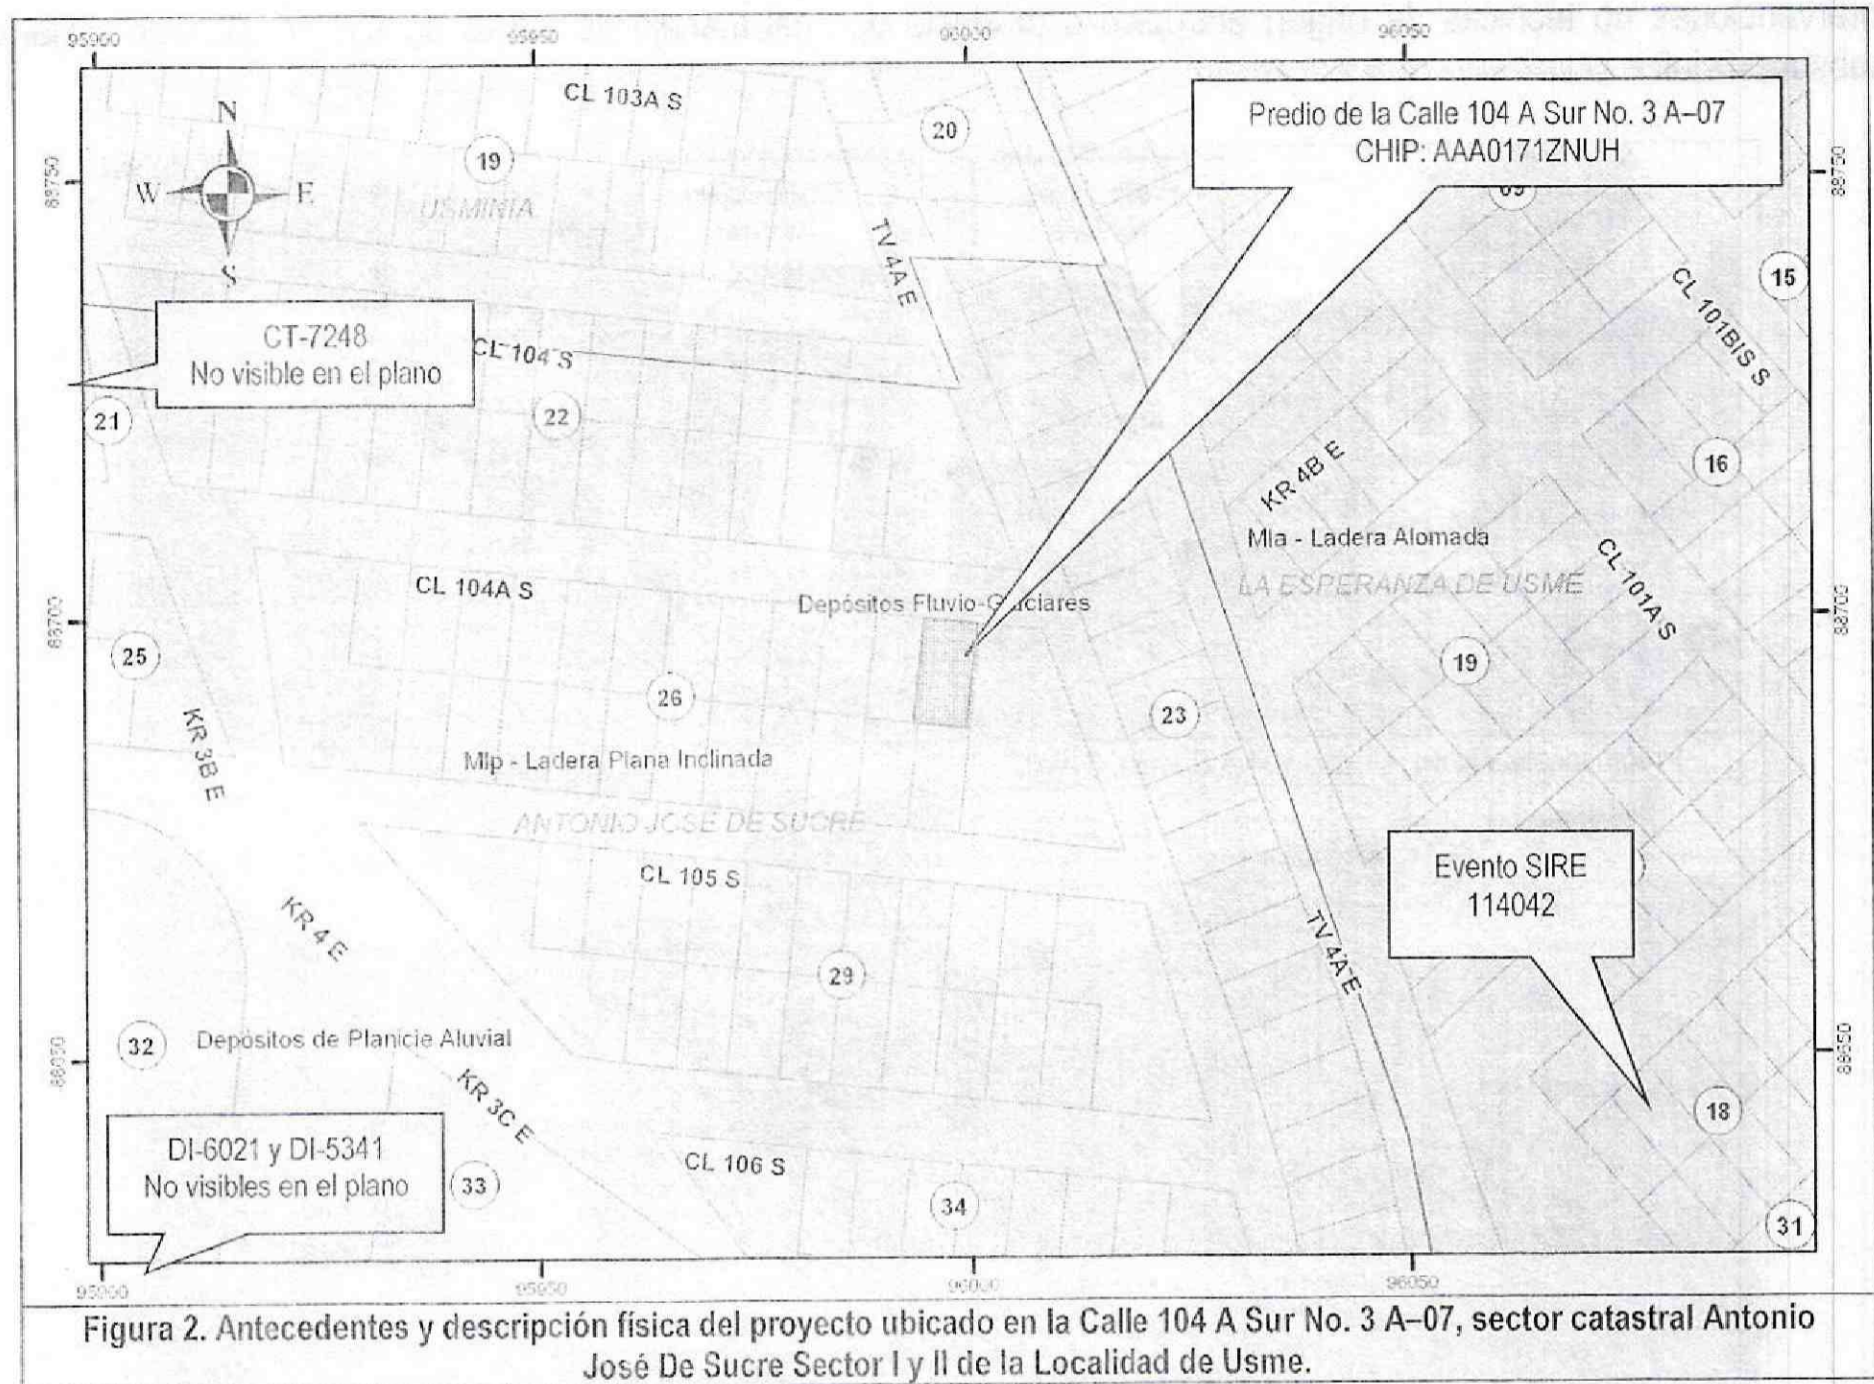 95900 95950 96000 96050
CL 103A S
N
W E
S
19
20
USMINIA
TV 4A E
Predio de la Calle 104 A Sur No. 3 A–07
CHIP: AAA0171ZNUH
88750
88750
15
CL 101BIS S
CT-7248
No visible en el plano
CL 104 S
21
22
16
KR 4B E
Mla - Ladera Alomada
LA ESPERANZA DE USME
CL 101A S
CL 104A S
Depósitos Fluvio-Glaciares
88700
88700
25
26
19
23
KR 3B E
Mlp - Ladera Plana Inclinada
ANTONIO JOSE DE SUCRE
CL 105 S
Evento SIRE
114042
KR 4 E
TV 4A E
29
32
Depósitos de Planicie Aluvial
88650
88650
KR 3C E
18
DI-6021 y DI-5341
No visibles en el plano
33
CL 106 S
34
31
95900 95950 96000 96050
Figura 2. Antecedentes y descripción física del proyecto ubicado en la Calle 104 A Sur No. 3 A–07, sector catastral Antonio
José De Sucre Sector I y II de la Localidad de Usme.